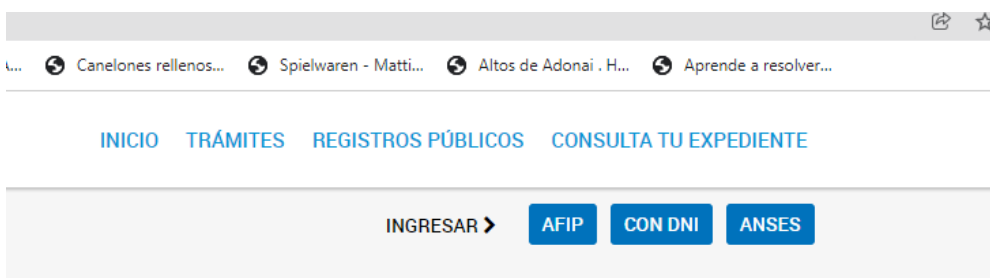 ... Canelones rellenos... Spielwaren - Matti... Altos de Adonai . H... Aprende a resolver...
INICIO TRÁMITES REGISTROS PÚBLICOS CONSULTA TU EXPEDIENTE
INGRESAR AFIP CON DNI ANSES